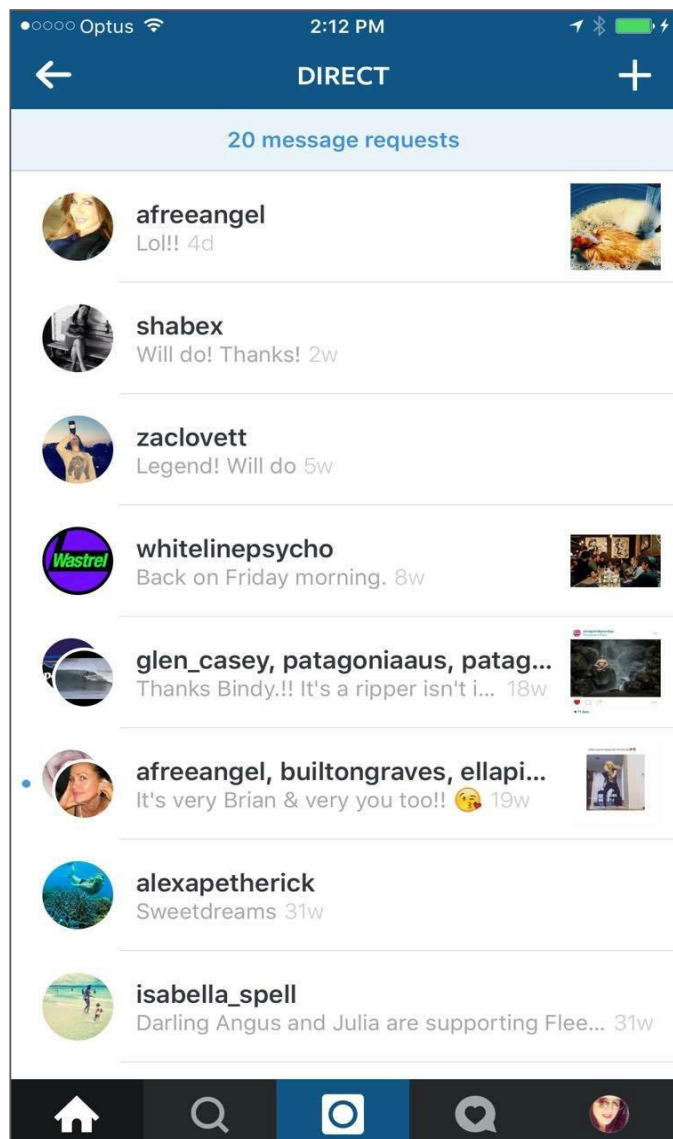 Optus 2:12 PM
DIRECT
20 message requests
afreeangel
Lol!! 4d
shabex
Will do! Thanks! 2w
zaclovett
Legend! Will do 5w
Wastrel
whitelinepsycho
Back on Friday morning. 8w
glen_casey, patagoniaaus, patag...
Thanks Bindy.!! It's a ripper isn't i... 18w
afreeangel, builtongraves, ellapi...
It's very Brian & very you too!! 😘 19w
alexapetherick
Sweetdreams 31w
isabella_spell
Darling Angus and Julia are supporting Flee... 31w